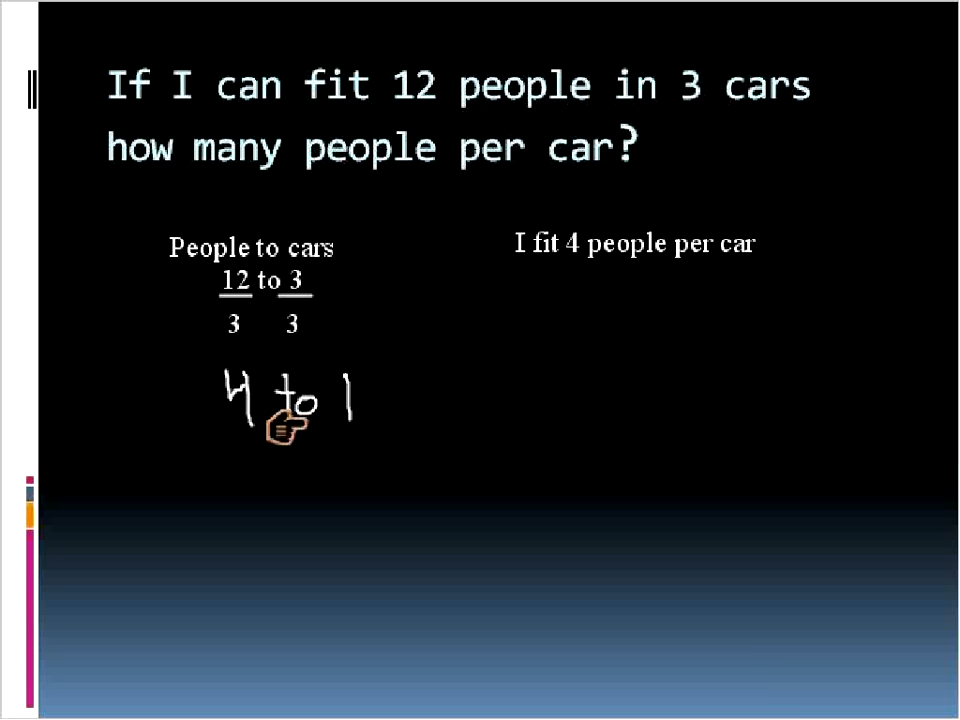 If I can fit 12 people in 3 cars
how many people per car?
People to cars
12 to 3
3 3
4 to 1
I fit 4 people per car